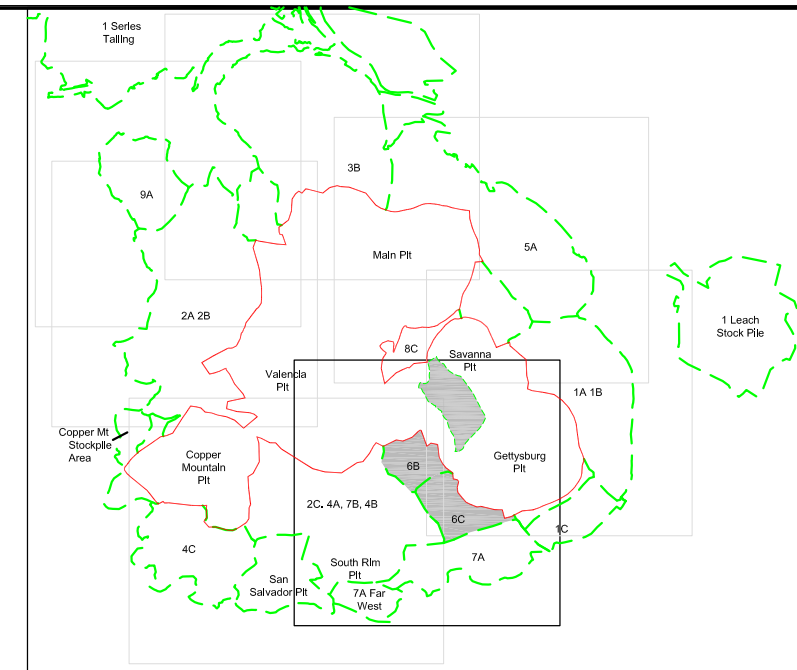 1 Serles
Talling
9A
3B
5A
Maln Plt
2A 2B
1 Leach
Stock Pile
8C
Savanna
Plt
Valencla
Plt
1A 1B
Copper Mt
Stockplle
Area
Copper
Mountaln
Plt
6B
Gettysburg
Plt
2C, 4A, 7B, 4B
6C
1C
4C
7A
South Rlm
Plt
San
Salvador Plt
7A Far
West